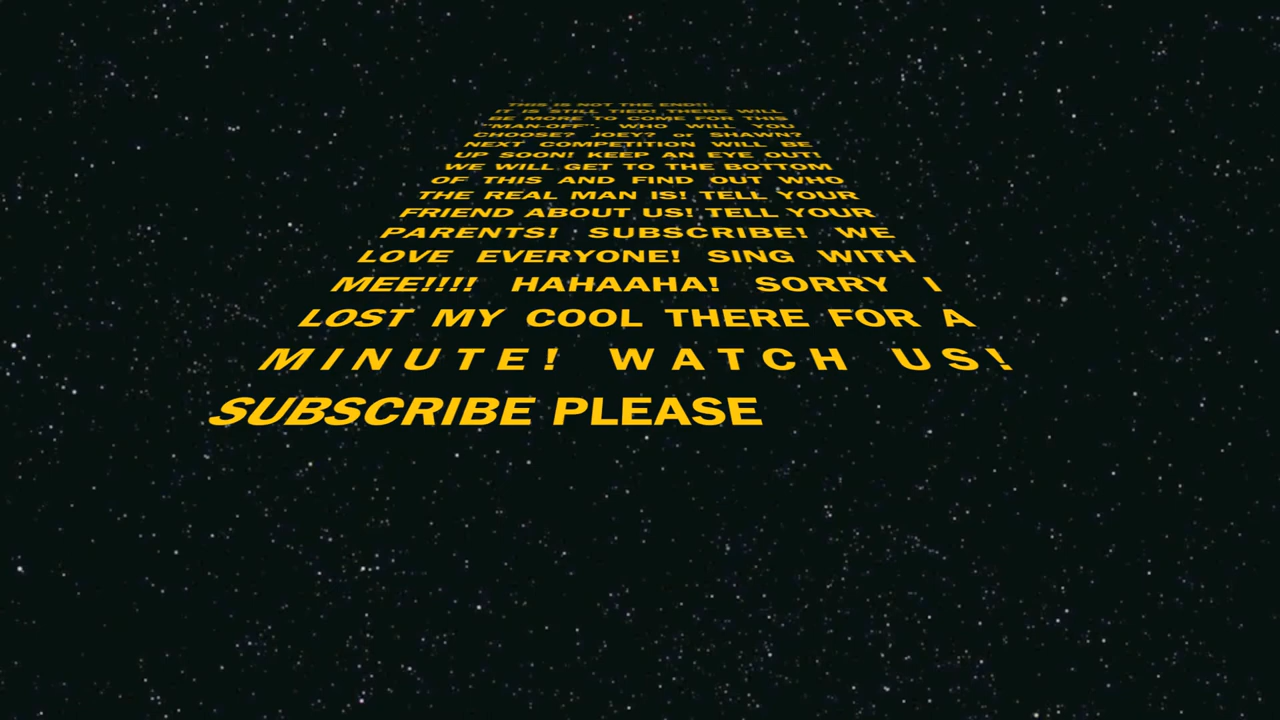 THIS IS NOT THE END!!
IT IS STILL TIED! THERE WILL
BE MORE TO COME FOR THIS
"MAN-OFF". WHO WILL YOU
CHOOSE? JOEY? or SHAWN?
NEXT COMPETITION WILL BE
UP SOON! KEEP AN EYE OUT!
WE WILL GET TO THE BOTTOM
OF THIS AND FIND OUT WHO
THE REAL MAN IS! TELL YOUR
FRIEND ABOUT US! TELL YOUR
PARENTS! SUBSCRIBE! WE
LOVE EVERYONE! SING WITH
MEE!!!! HAHAAHA! SORRY I
LOST MY COOL THERE FOR A
MINUTE! WATCH US!
SUBSCRIBE PLEASE